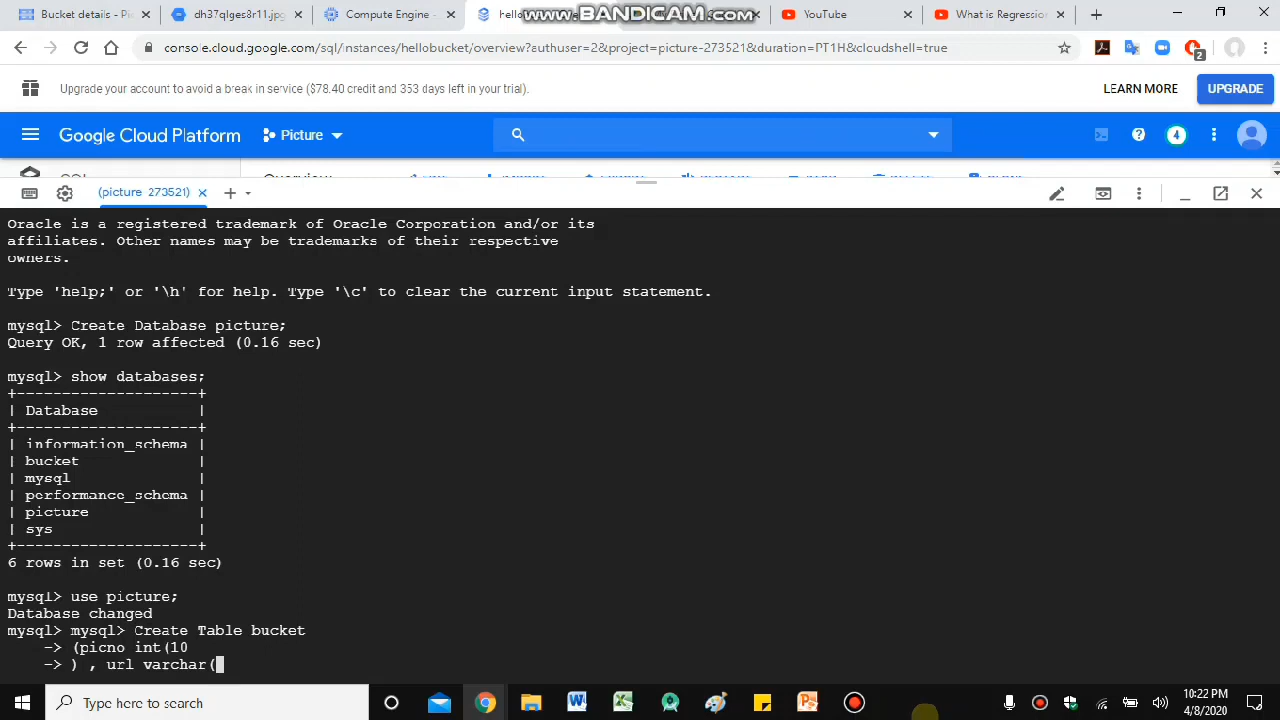 Bucket details - Pi
dh37qlges8r11.jpg
Compute Engine -
hell
www.BANDICAM.com
YouTube
What is Regression
console.cloud.google.com/sql/instances/hellobucket/overview?authuser=2&project=picture-273521&duration=PT1H&cloudshell=true
2
Upgrade your account to avoid a break in service ($78.40 credit and 353 days left in your trial).
LEARN MORE
UPGRADE
Google Cloud Platform
Picture
4
(picture 273521)
Oracle is a registered trademark of Oracle Corporation and/or its
affiliates. Other names may be trademarks of their respective
owners.
Type 'help;' or '\h' for help. Type '\c' to clear the current input statement.
mysql> Create Database picture;
Query OK, 1 row affected (0.16 sec)
mysql> show databases;
+--------------------+
| Database           |
+--------------------+
| information_schema |
| bucket             |
| mysql              |
| performance_schema |
| picture            |
| sys                |
+--------------------+
6 rows in set (0.16 sec)
mysql> use picture;
Database changed
mysql> mysql> Create Table bucket
    -> (picno int(10
    -> ) , url varchar(
Type here to search
10:22 PM
4/8/2020